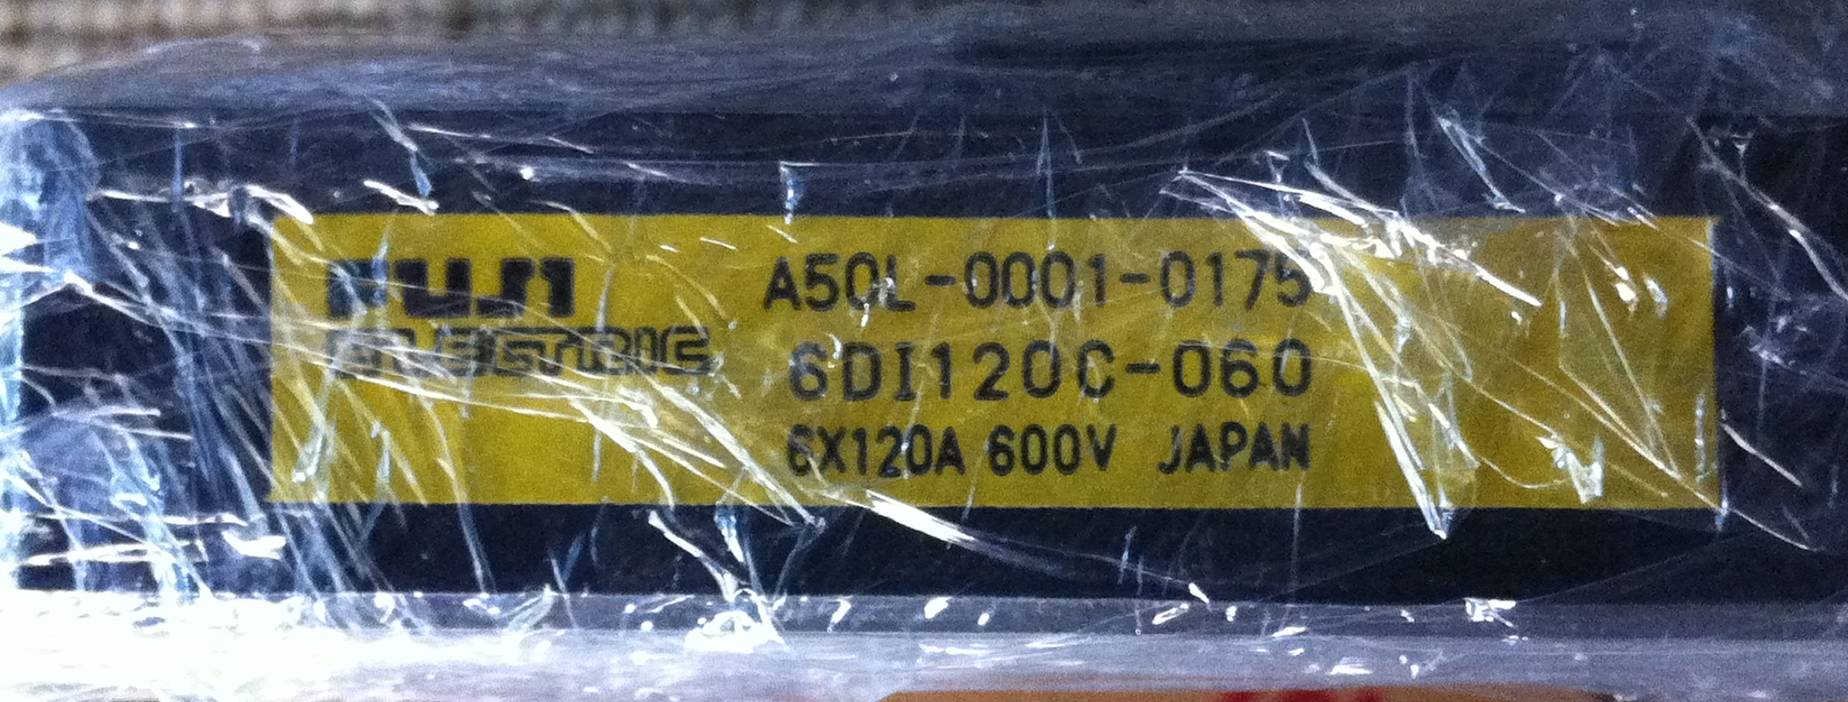 FUJI
ELECTRIC
A50L-0001-0175
6DI120C-060
6X120A 600V JAPAN